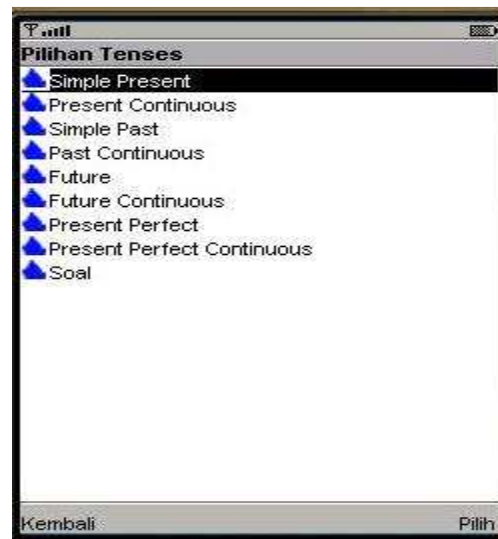 Pilihan Tenses
Simple Present
Present Continuous
Simple Past
Past Continuous
Future
Future Continuous
Present Perfect
Present Perfect Continuous
Soal
Kembali Pilih